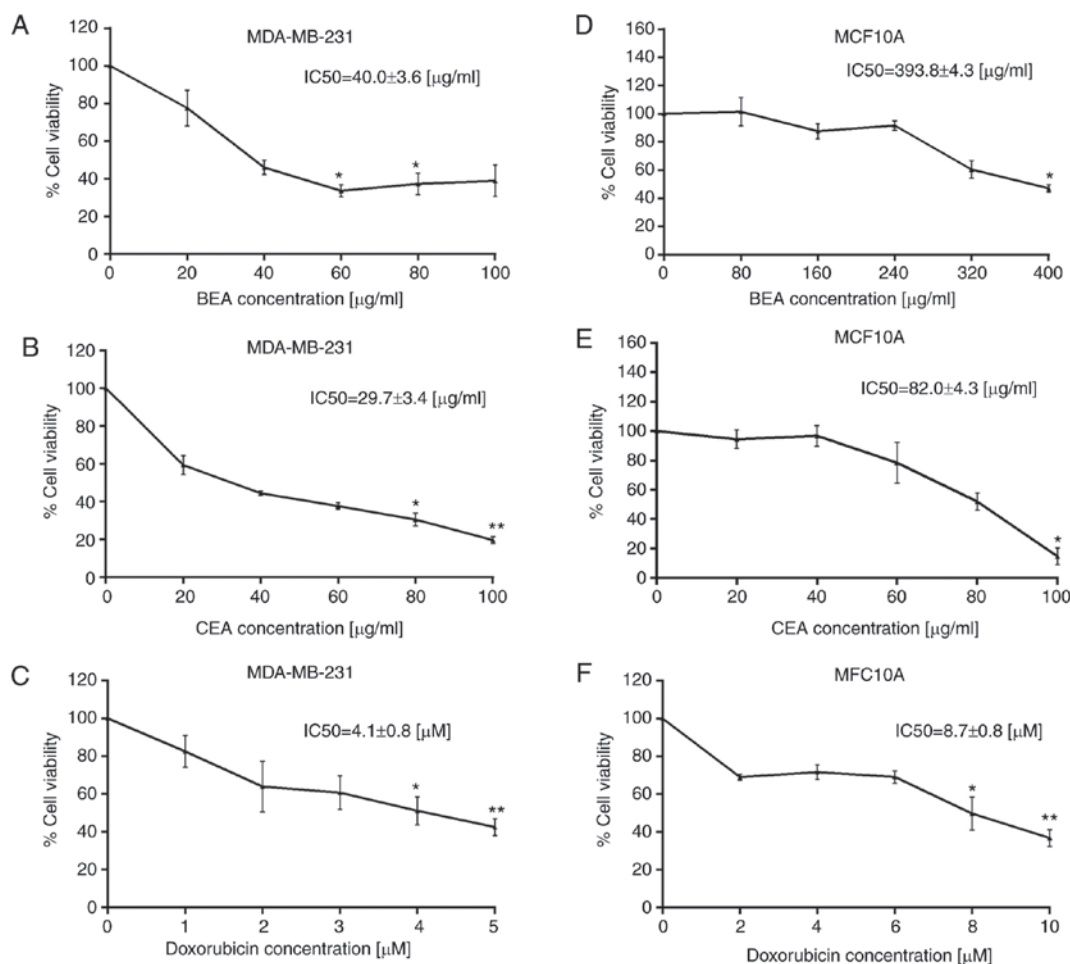 A
MDA-MB-231
IC50=40.0±3.6 [μg/ml]
% Cell viability
120
100
80
60
40
20
0
*
*
0 20 40 60 80 100
BEA concentration [μg/ml]
B
MDA-MB-231
IC50=29.7±3.4 [μg/ml]
% Cell viability
120
100
80
60
40
20
0
*
**
0 20 40 60 80 100
CEA concentration [μg/ml]
C
MDA-MB-231
IC50=4.1±0.8 [μM]
% Cell viability
120
100
80
60
40
20
0
*
**
0 1 2 3 4 5
Doxorubicin concentration [μM]
D
MCF10A
IC50=393.8±4.3 [μg/ml]
% Cell viability
160
140
120
100
80
60
40
20
0
*
0 80 160 240 320 400
BEA concentration [μg/ml]
E
MCF10A
IC50=82.0±4.3 [μg/ml]
% Cell viability
160
140
120
100
80
60
40
20
0
*
0 20 40 60 80 100
CEA concentration [μg/ml]
F
MFC10A
IC50=8.7±0.8 [μM]
% Cell viability
120
100
80
60
40
20
0
*
**
0 2 4 6 8 10
Doxorubicin concentration [μM]